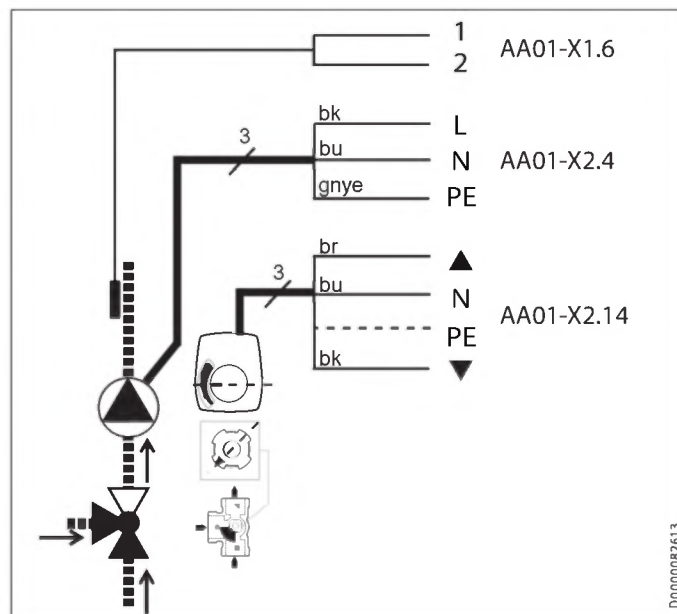 1
2 AA01-X1.6
3 bk L
bu N AA01-X2.4
gnye PE
br ▲
3 bu N
PE AA01-X2.14
bk ▼
D0000082613